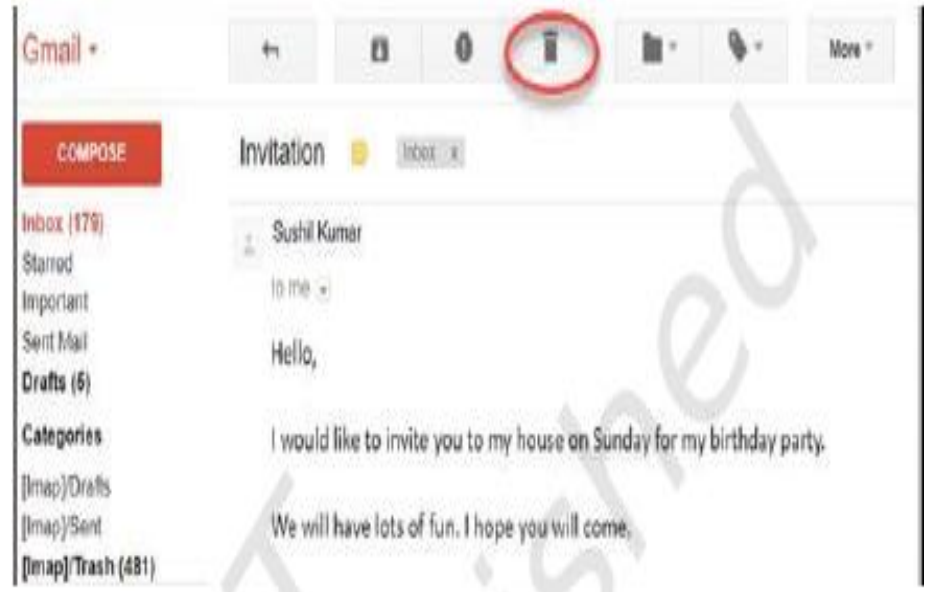 Gmail
More
COMPOSE
Invitation
Inbox x
Inbox (179)
Starred
Important
Sent Mail
Drafts (5)
Categories
[Imap]/Drafts
[Imap]/Sent
[Imap]/Trash (481)
Sushil Kumar
to me
Hello,
I would like to invite you to my house on Sunday for my birthday party.
We will have lots of fun. I hope you will come.